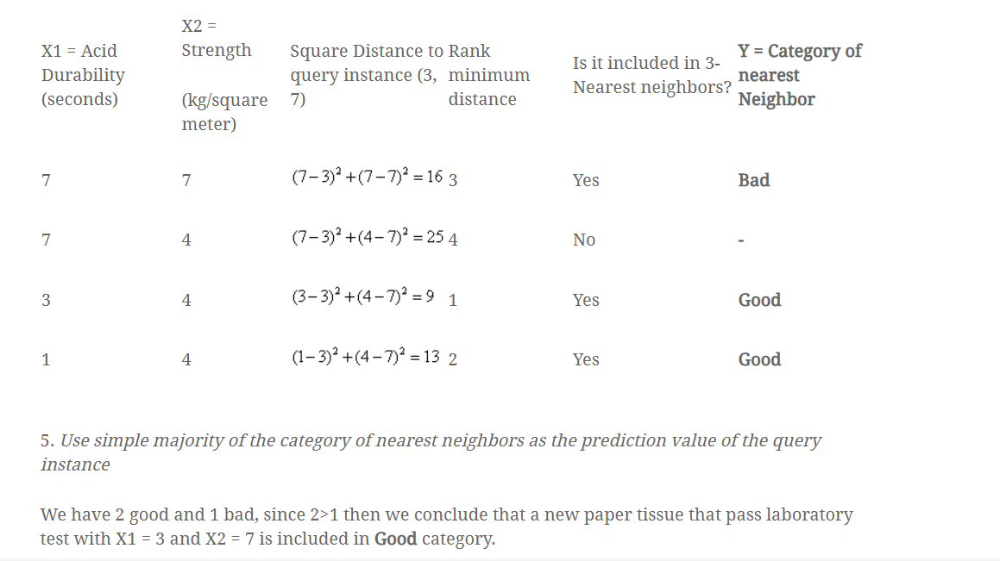 X1 = Acid Durability (seconds) X2 = Strength (kg/square meter) Square Distance to query instance (3, 7) Rank minimum distance Is it included in 3-Nearest neighbors? Y = Category of nearest Neighbor
7 7 (7−3)² +(7−7)² = 16 3 Yes Bad
7 4 (7−3)² +(4−7)² = 25 4 No -
3 4 (3−3)² +(4−7)² = 9 1 Yes Good
1 4 (1−3)² +(4−7)² = 13 2 Yes Good
5. Use simple majority of the category of nearest neighbors as the prediction value of the query
instance
We have 2 good and 1 bad, since 2>1 then we conclude that a new paper tissue that pass laboratory
test with X1 = 3 and X2 = 7 is included in Good category.